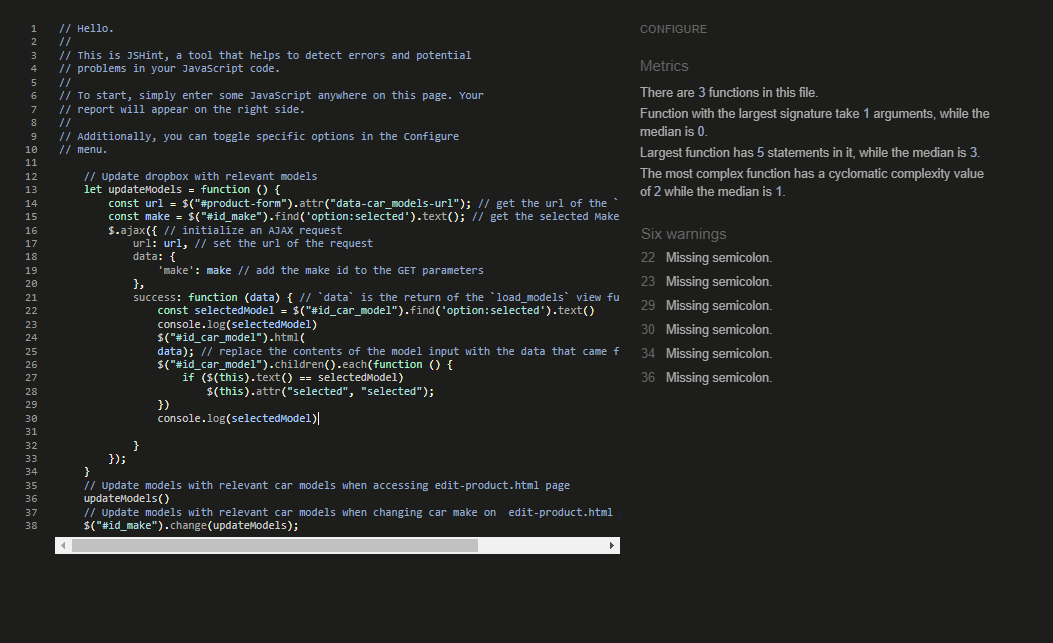 1 // Hello.
2 //
3 // This is JSHint, a tool that helps to detect errors and potential
4 // problems in your JavaScript code.
5 //
6 // To start, simply enter some JavaScript anywhere on this page. Your
7 // report will appear on the right side.
8 //
9 // Additionally, you can toggle specific options in the Configure
10 // menu.
11
12     // Update dropbox with relevant models
13     let updateModels = function () {
14         const url = $("#product-form").attr("data-car_models-url"); // get the url of the `
15         const make = $("#id_make").find('option:selected').text(); // get the selected Make
16         $.ajax({ // initialize an AJAX request
17             url: url, // set the url of the request
18             data: {
19                 'make': make // add the make id to the GET parameters
20             },
21             success: function (data) { // `data` is the return of the `load_models` view fu
22                 const selectedModel = $("#id_car_model").find('option:selected').text()
23                 console.log(selectedModel)
24                 $("#id_car_model").html(
25                 data); // replace the contents of the model input with the data that came f
26                 $("#id_car_model").children().each(function () {
27                     if ($(this).text() == selectedModel)
28                         $(this).attr("selected", "selected");
29                 })
30                 console.log(selectedModel)
31
32             }
33         });
34     }
35     // Update models with relevant car models when accessing edit-product.html page
36     updateModels()
37     // Update models with relevant car models when changing car make on  edit-product.html
38     $("#id_make").change(updateModels);
CONFIGURE
Metrics
There are 3 functions in this file.
Function with the largest signature take 1 arguments, while the
median is 0.
Largest function has 5 statements in it, while the median is 3.
The most complex function has a cyclomatic complexity value
of 2 while the median is 1.
Six warnings
22 Missing semicolon.
23 Missing semicolon.
29 Missing semicolon.
30 Missing semicolon.
34 Missing semicolon.
36 Missing semicolon.